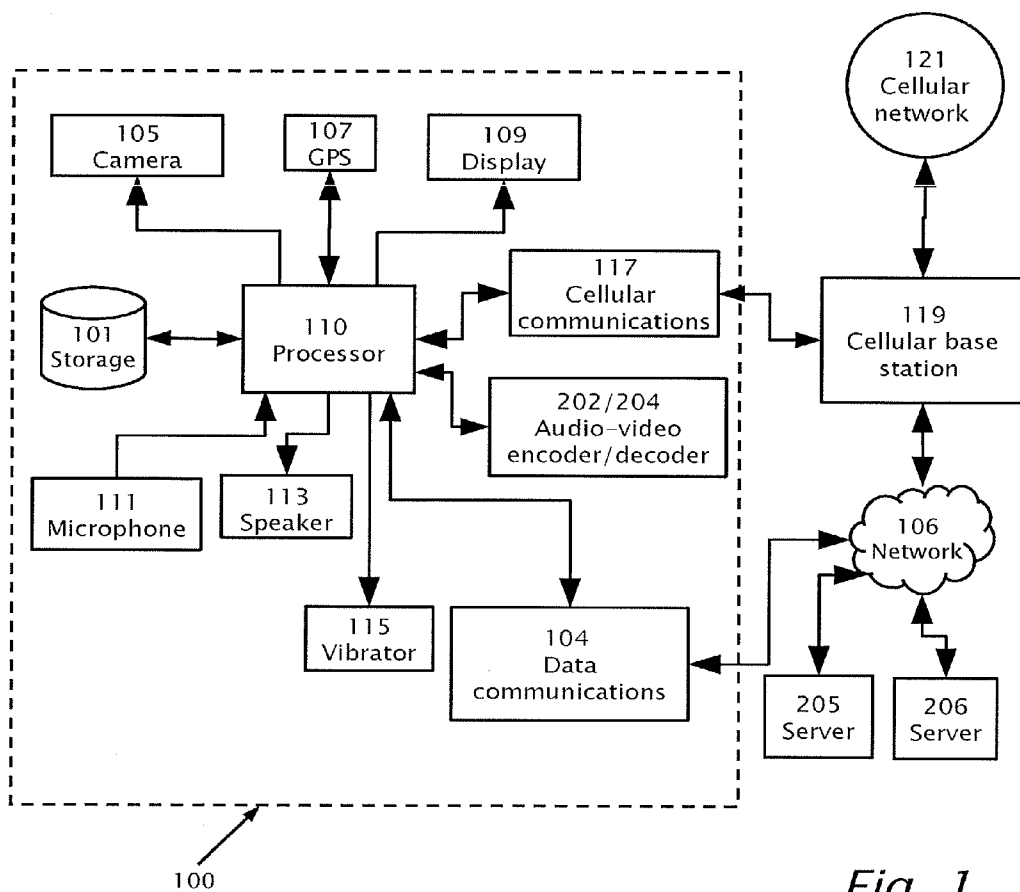 121
Cellular
network
105
Camera
107
GPS
109
Display
117
Cellular
communications
101
Storage
110
Processor
119
Cellular base
station
202/204
Audio-video
encoder/decoder
111
Microphone
113
Speaker
106
Network
115
Vibrator
104
Data
communications
205
Server
206
Server
100
Fig. 1